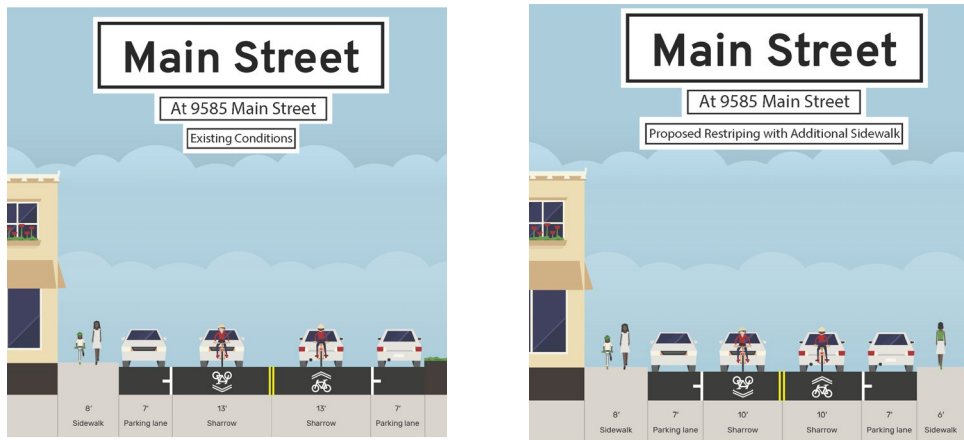 Main Street
At 9585 Main Street
Existing Conditions
8' 7' 13' 13' 7'
Sidewalk Parking lane Sharrow Sharrow Parking lane
Main Street
At 9585 Main Street
Proposed Restriping with Additional Sidewalk
8' 7' 10' 10' 7' 6'
Sidewalk Parking lane Sharrow Sharrow Parking lane Sidewalk